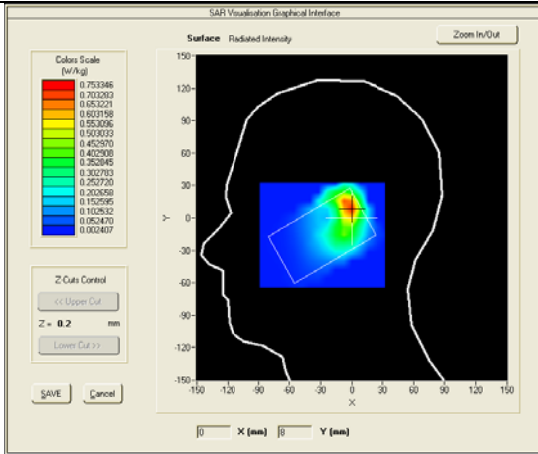 SAR Visualisation Graphical Interface
Surface Radiated Intensity
Zoom In/Out
Colors Scale
(W/kg)
0.753346
0.703283
0.653221
0.603158
0.553096
0.503033
0.452970
0.402908
0.352845
0.302783
0.252720
0.202658
0.152595
0.102532
0.052470
0.002407
150
120
90
60
30
0
-30
-60
-90
-120
-150
Y
-150 -120 -90 -60 -30 0 30 60 90 120 150
X
Z Cuts Control
<< Upper Cut
Z = 0.2 mm
Lower Cut >>
SAVE Cancel
0 X (mm) 8 Y (mm)